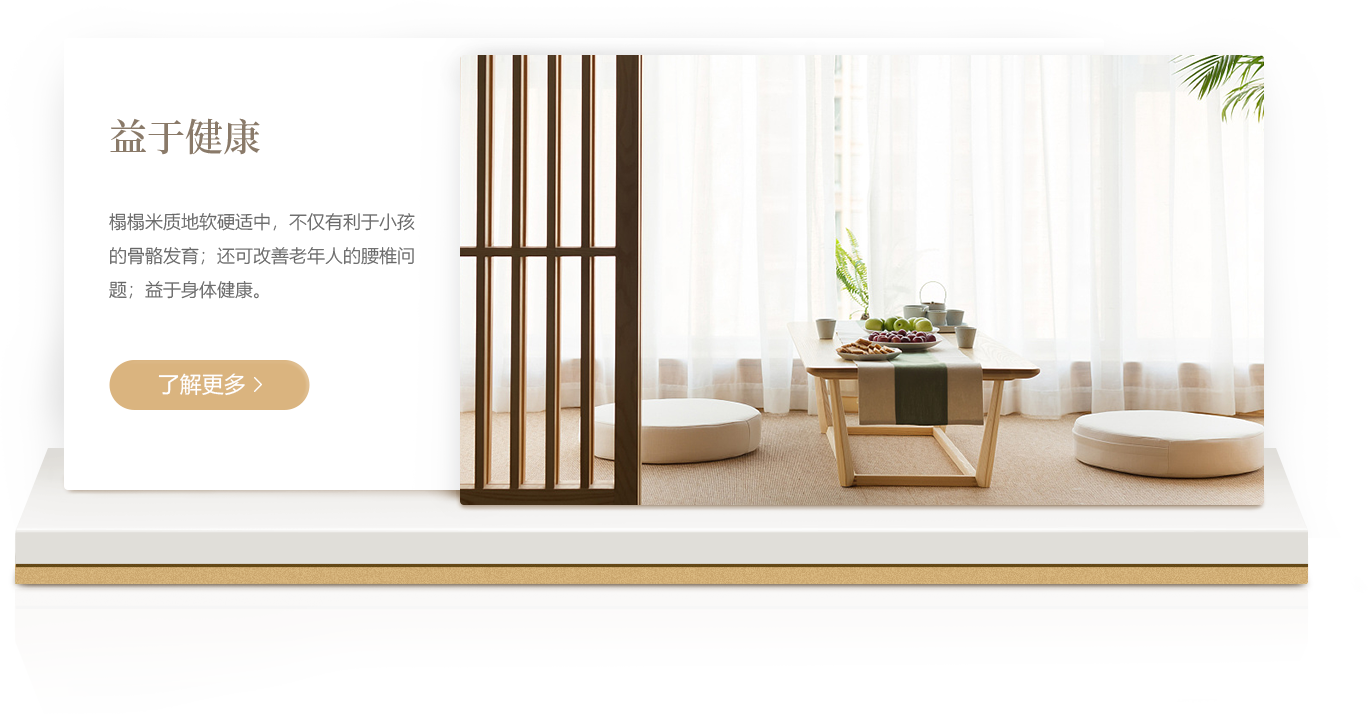 益于健康
榻榻米质地软硬适中，不仅有利于小孩
的骨骼发育；还可改善老年人的腰椎问
题；益于身体健康。
了解更多 >